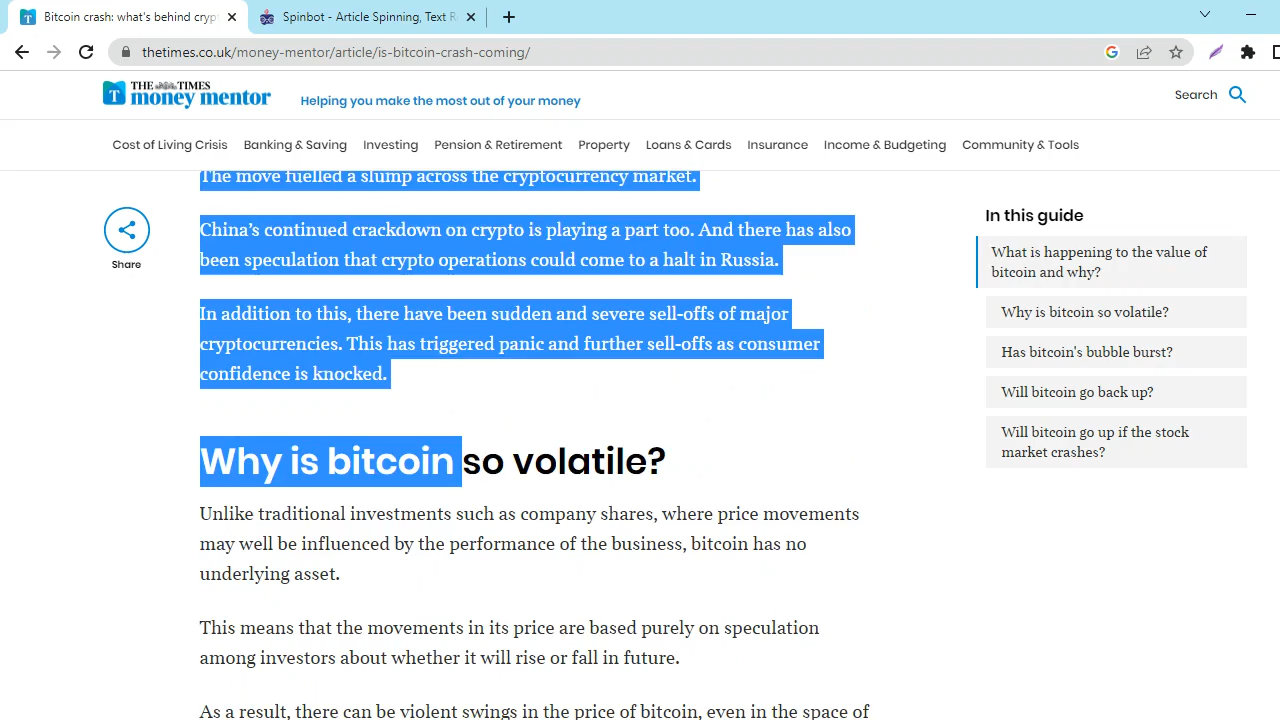 Bitcoin crash: what's behind cryp
Spinbot - Article Spinning, Text R
thetimes.co.uk/money-mentor/article/is-bitcoin-crash-coming/
THE TIMES
money mentor
Helping you make the most out of your money
Search
Cost of Living Crisis Banking & Saving Investing Pension & Retirement Property Loans & Cards Insurance Income & Budgeting Community & Tools
The move fuelled a slump across the cryptocurrency market.
China’s continued crackdown on crypto is playing a part too. And there has also
been speculation that crypto operations could come to a halt in Russia.
In addition to this, there have been sudden and severe sell-offs of major
cryptocurrencies. This has triggered panic and further sell-offs as consumer
confidence is knocked.
Why is bitcoin so volatile?
Unlike traditional investments such as company shares, where price movements
may well be influenced by the performance of the business, bitcoin has no
underlying asset.
This means that the movements in its price are based purely on speculation
among investors about whether it will rise or fall in future.
As a result, there can be violent swings in the price of bitcoin, even in the space of
Share
In this guide
What is happening to the value of
bitcoin and why?
Why is bitcoin so volatile?
Has bitcoin's bubble burst?
Will bitcoin go back up?
Will bitcoin go up if the stock
market crashes?